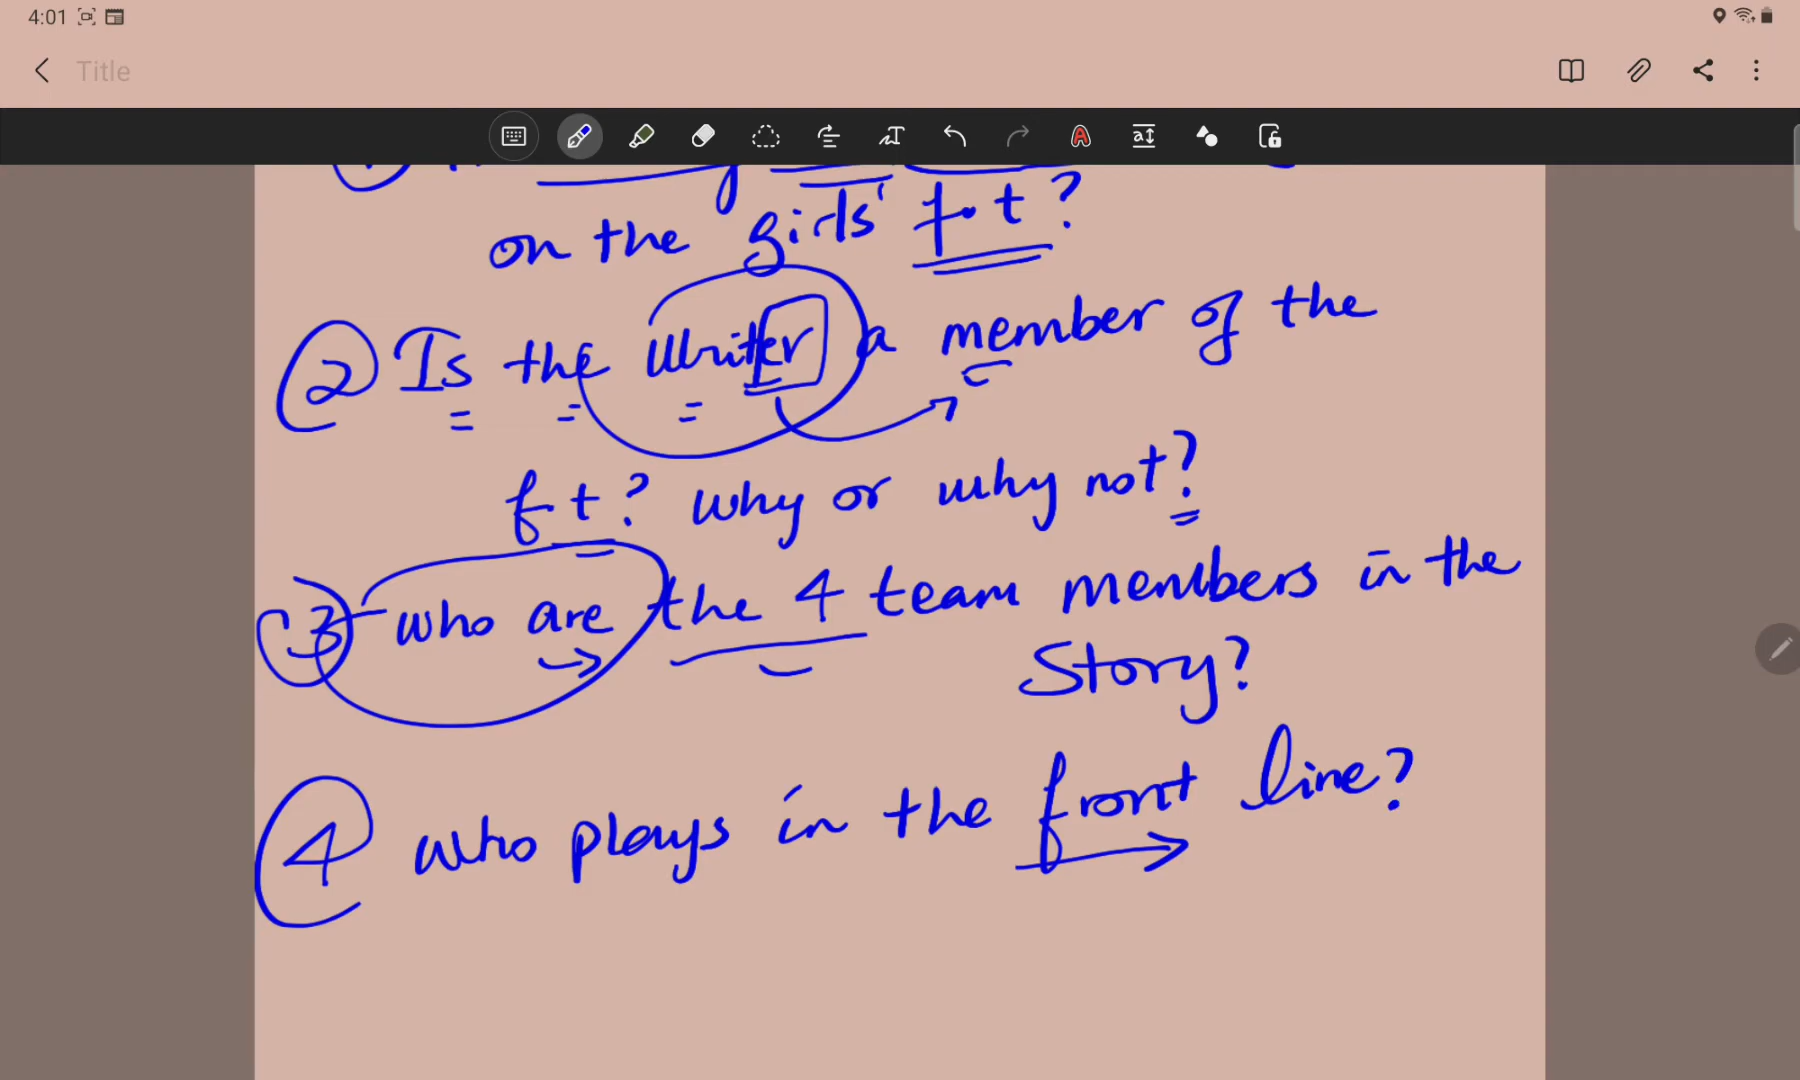 4:01
Title
on the girls' f.t?
② Is the writer a member of the
f.t? why or why not?
③ - who are the 4 team members in the
Story?
④ who plays in the front line?